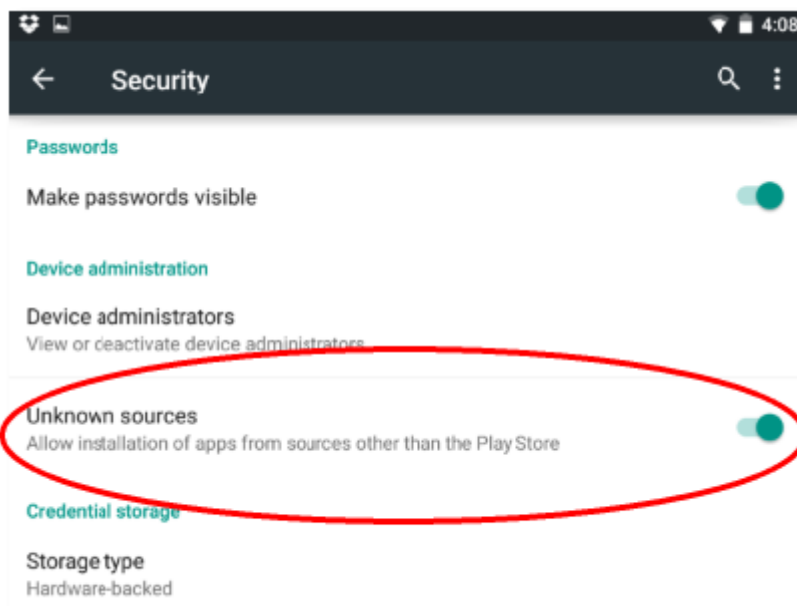 4:08
Security
Passwords
Make passwords visible
Device administration
Device administrators
View or deactivate device administrators
Unknown sources
Allow installation of apps from sources other than the Play Store
Credential storage
Storage type
Hardware-backed